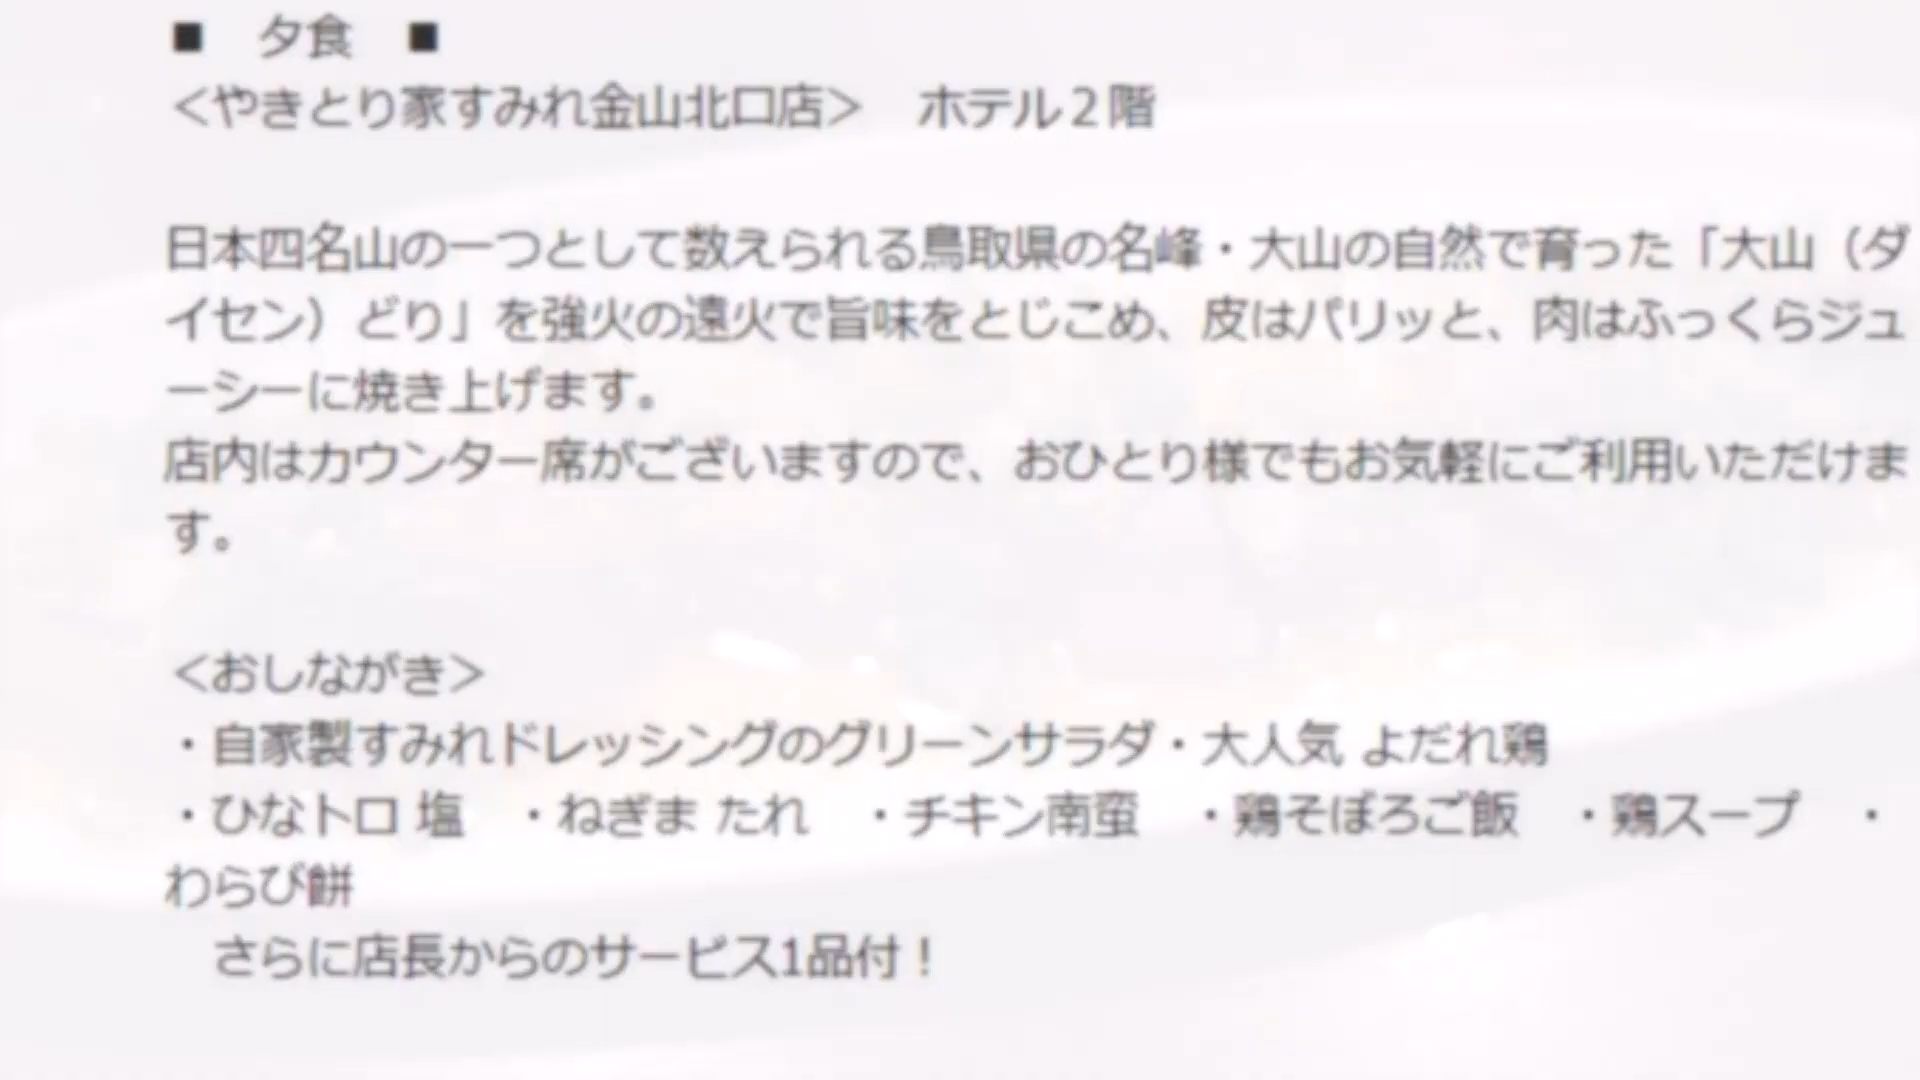 ■　夕食　■
＜やきとり家すみれ金山北口店＞　ホテル２階
日本四名山の一つとして数えられる鳥取県の名峰・大山の自然で育った「大山（ダ
イセン）どり」を強火の遠火で旨味をとじこめ、皮はパリッと、肉はふっくらジュ
ーシーに焼き上げます。
店内はカウンター席がございますので、おひとり様でもお気軽にご利用いただけま
す。
＜おしながき＞
・自家製すみれドレッシングのグリーンサラダ・大人気 よだれ鶏
・ひなトロ 塩　・ねぎま たれ　・チキン南蛮　・鶏そぼろご飯　・鶏スープ　・
わらび餅
　さらに店長からのサービス1品付！